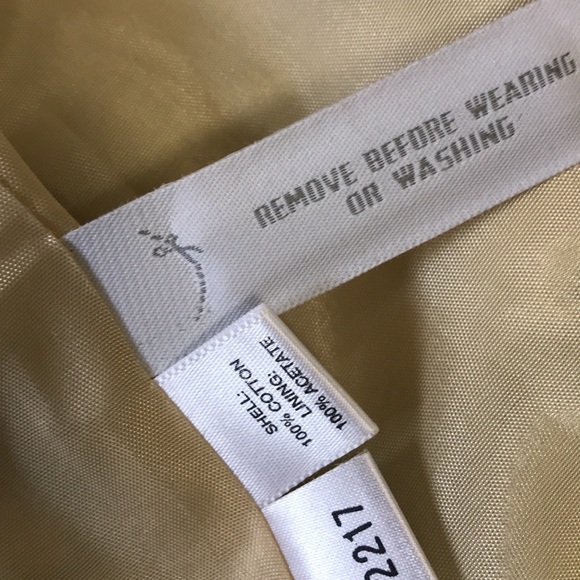 REMOVE BEFORE WEARING
OR WASHING
SHELL:
100% COTTON
LINING:
100% ACETATE
2217